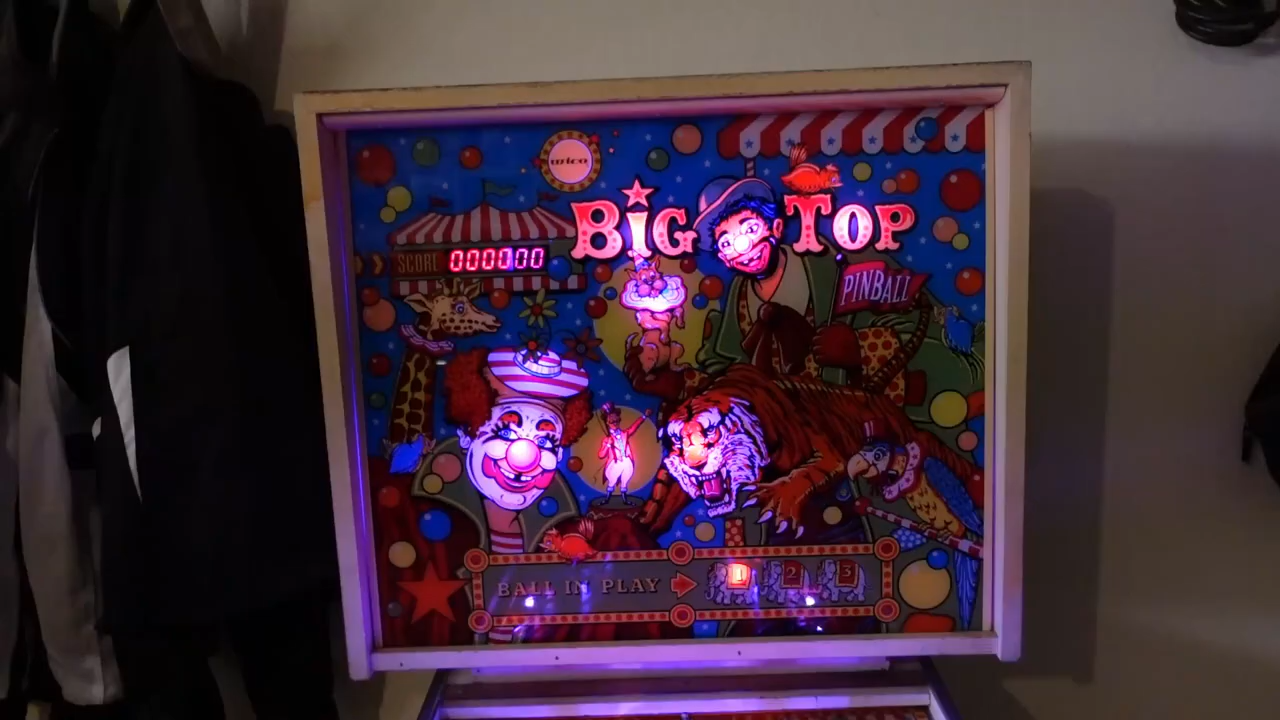 wico
BIG TOP
SCORE 000000
PINBALL
BALL IN PLAY 1 2 3